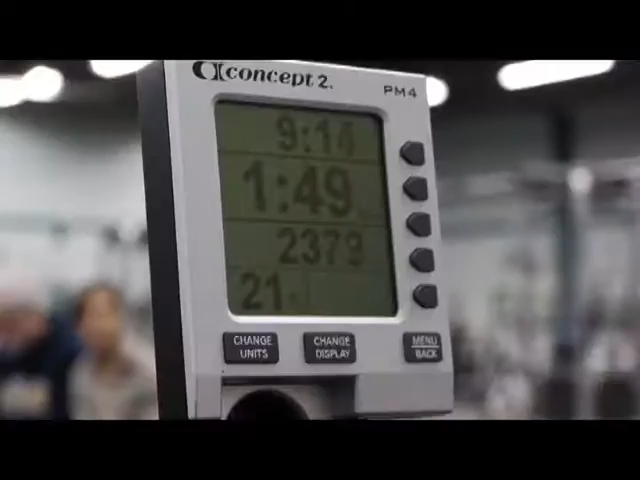 concept 2.
PM4
9:14
1:49
2379
21
CHANGE UNITS
CHANGE DISPLAY
MENU BACK